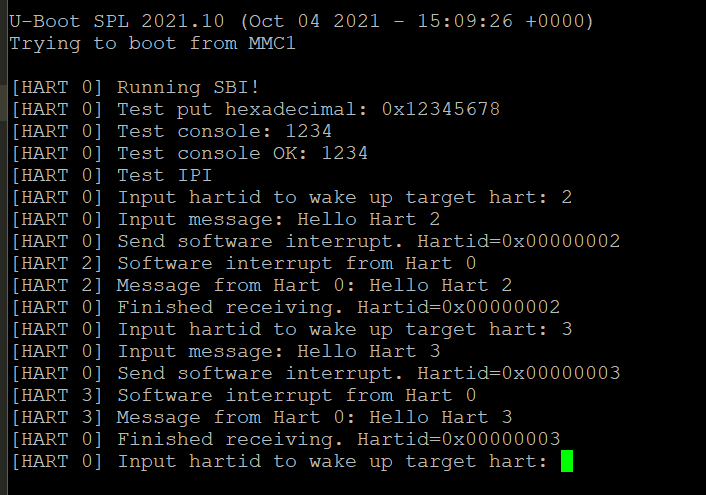 U-Boot SPL 2021.10 (Oct 04 2021 - 15:09:26 +0000)
Trying to boot from MMC1
[HART 0] Running SBI!
[HART 0] Test put hexadecimal: 0x12345678
[HART 0] Test console: 1234
[HART 0] Test console OK: 1234
[HART 0] Test IPI
[HART 0] Input hartid to wake up target hart: 2
[HART 0] Input message: Hello Hart 2
[HART 0] Send software interrupt. Hartid=0x00000002
[HART 2] Software interrupt from Hart 0
[HART 2] Message from Hart 0: Hello Hart 2
[HART 0] Finished receiving. Hartid=0x00000002
[HART 0] Input hartid to wake up target hart: 3
[HART 0] Input message: Hello Hart 3
[HART 0] Send software interrupt. Hartid=0x00000003
[HART 3] Software interrupt from Hart 0
[HART 3] Message from Hart 0: Hello Hart 3
[HART 0] Finished receiving. Hartid=0x00000003
[HART 0] Input hartid to wake up target hart: